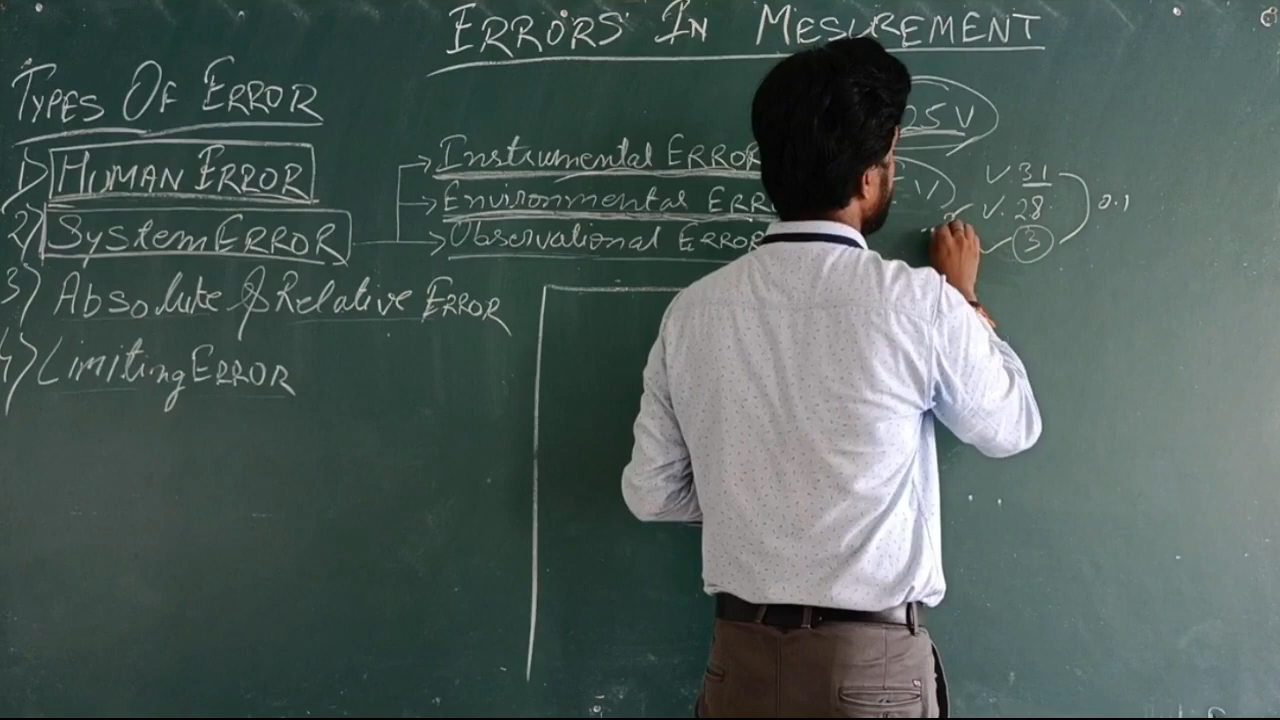 ERRORS IN MESUREMENT
TYPES OF ERROR
1) HUMAN ERROR
2) System ERROR
3) Absolute & Relative ERROR
4) Limiting ERROR
Instrumental ERROR
Environmental ERR
Observational ERROR
25 V
V
V. 31
V. 28
3
0.1